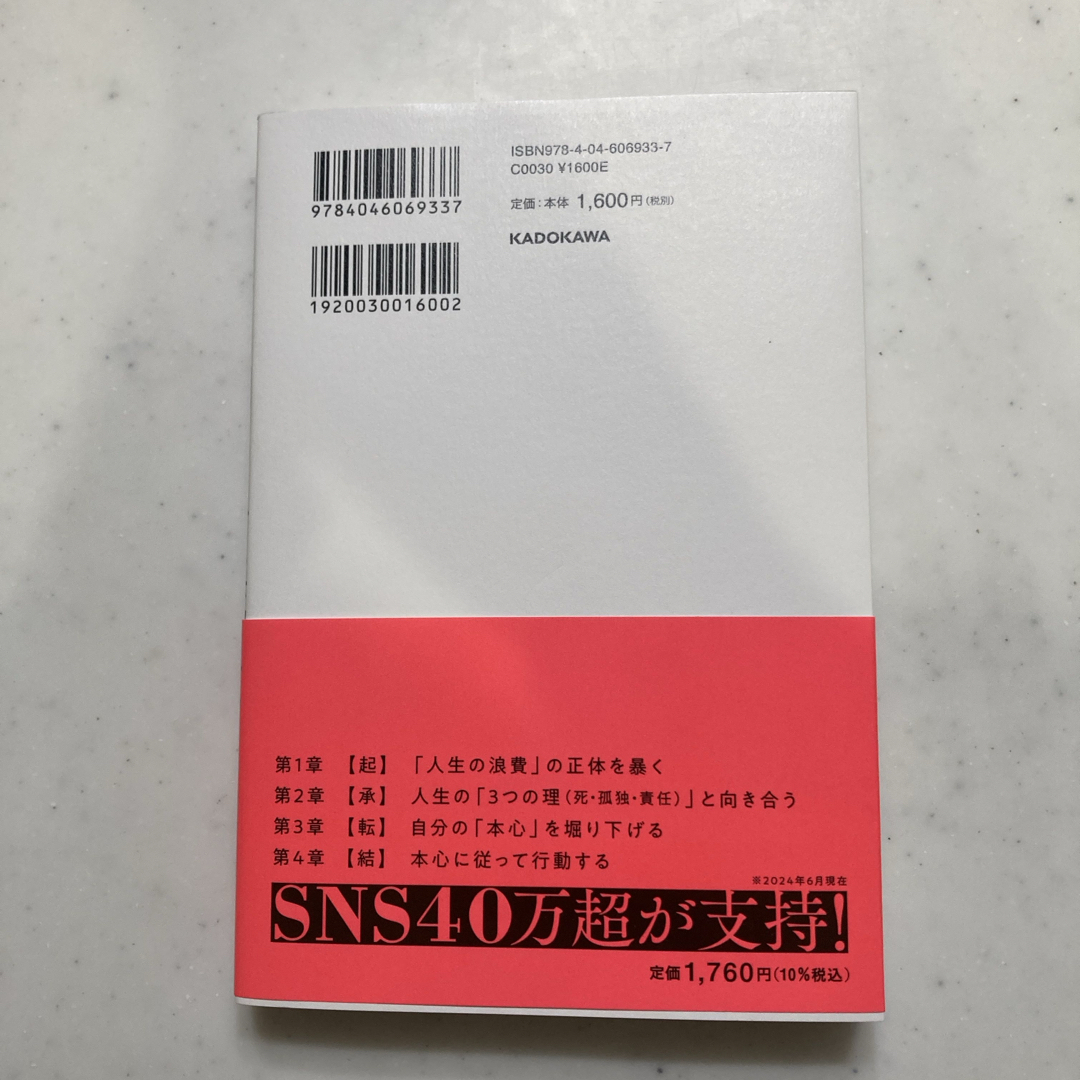 ISBN978-4-04-606933-7
C0030 ¥1600E
9784046069337
定価：本体 1,600円（税別）
KADOKAWA
1920030016002
第1章 【起】 「人生の浪費」の正体を暴く
第2章 【承】 人生の「3つの理（死・孤独・責任）」と向き合う
第3章 【転】 自分の「本心」を掘り下げる
第4章 【結】 本心に従って行動する
※2024年6月現在
SNS40万超が支持！
定価1,760円（10%税込）